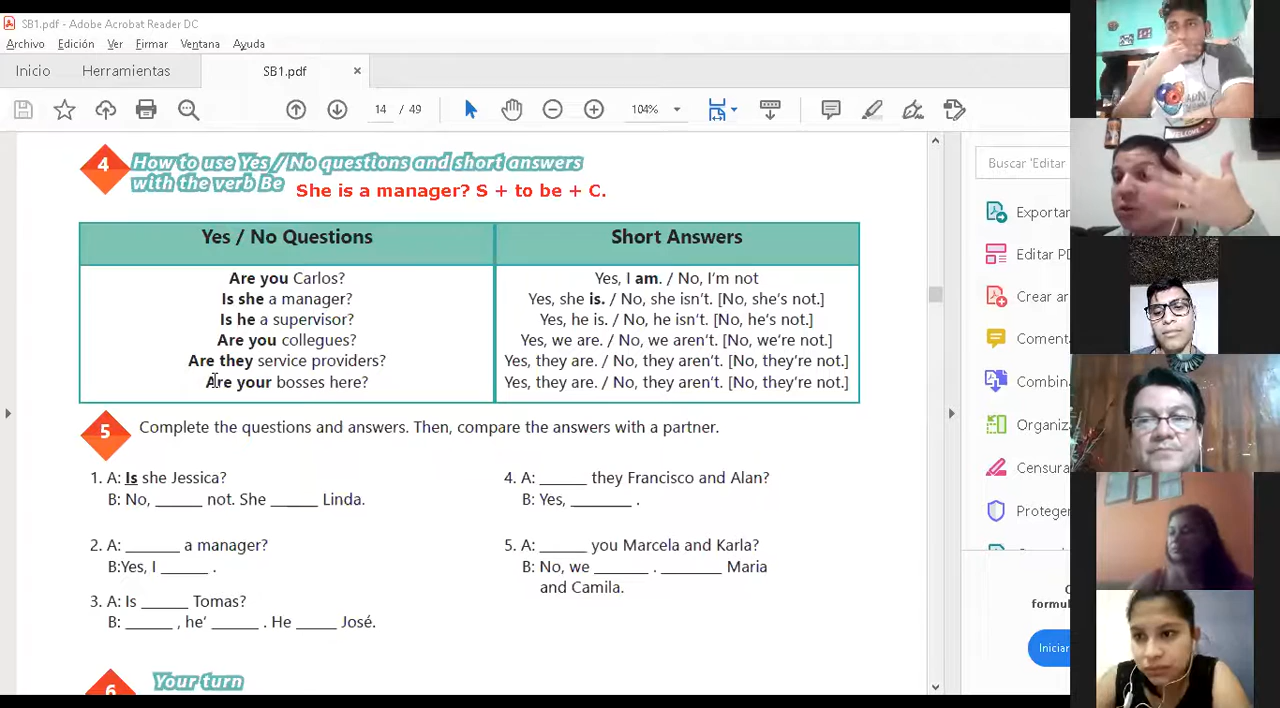 SB1.pdf - Adobe Acrobat Reader DC
Archivo Edición Ver Firmar Ventana Ayuda
Inicio Herramientas SB1.pdf ×
14 / 49 104%
4 How to use Yes / No questions and short answers
with the verb Be She is a manager? S + to be + C.
Yes / No Questions Short Answers
Are you Carlos? Yes, I am. / No, I'm not
Is she a manager? Yes, she is. / No, she isn't. [No, she's not.]
Is he a supervisor? Yes, he is. / No, he isn't. [No, he's not.]
Are you collegues? Yes, we are. / No, we aren't. [No, we're not.]
Are they service providers? Yes, they are. / No, they aren't. [No, they're not.]
Are your bosses here? Yes, they are. / No, they aren't. [No, they're not.]
5 Complete the questions and answers. Then, compare the answers with a partner.
1. A: Is she Jessica?
B: No, ______ not. She ______ Linda.
2. A: _______ a manager?
B:Yes, I ______ .
3. A: Is ______ Tomas?
B: ______ , he' ______ . He _____ José.
4. A: ______ they Francisco and Alan?
B: Yes, ________ .
5. A: ______ you Marcela and Karla?
B: No, we _______ . ________ Maria
and Camila.
6 Your turn
Buscar 'Editar
Exportar
Editar PD
Crear ar
Comenta
Combin
Organiz
Censura
Proteger
formul
Iniciar
WELCOME